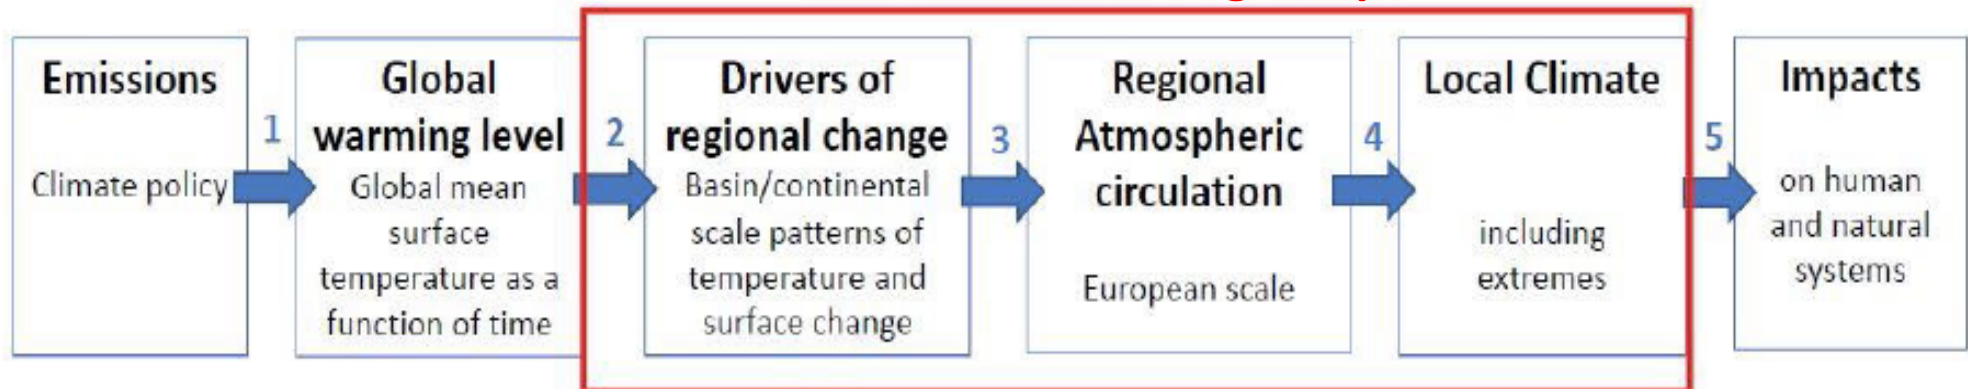 Emissions
Climate policy
1
Global
warming level
Global mean
surface
temperature as a
function of time
2
Drivers of
regional change
Basin/continental
scale patterns of
temperature and
surface change
3
Regional
Atmospheric
circulation
European scale
4
Local Climate
including
extremes
5
Impacts
on human
and natural
systems